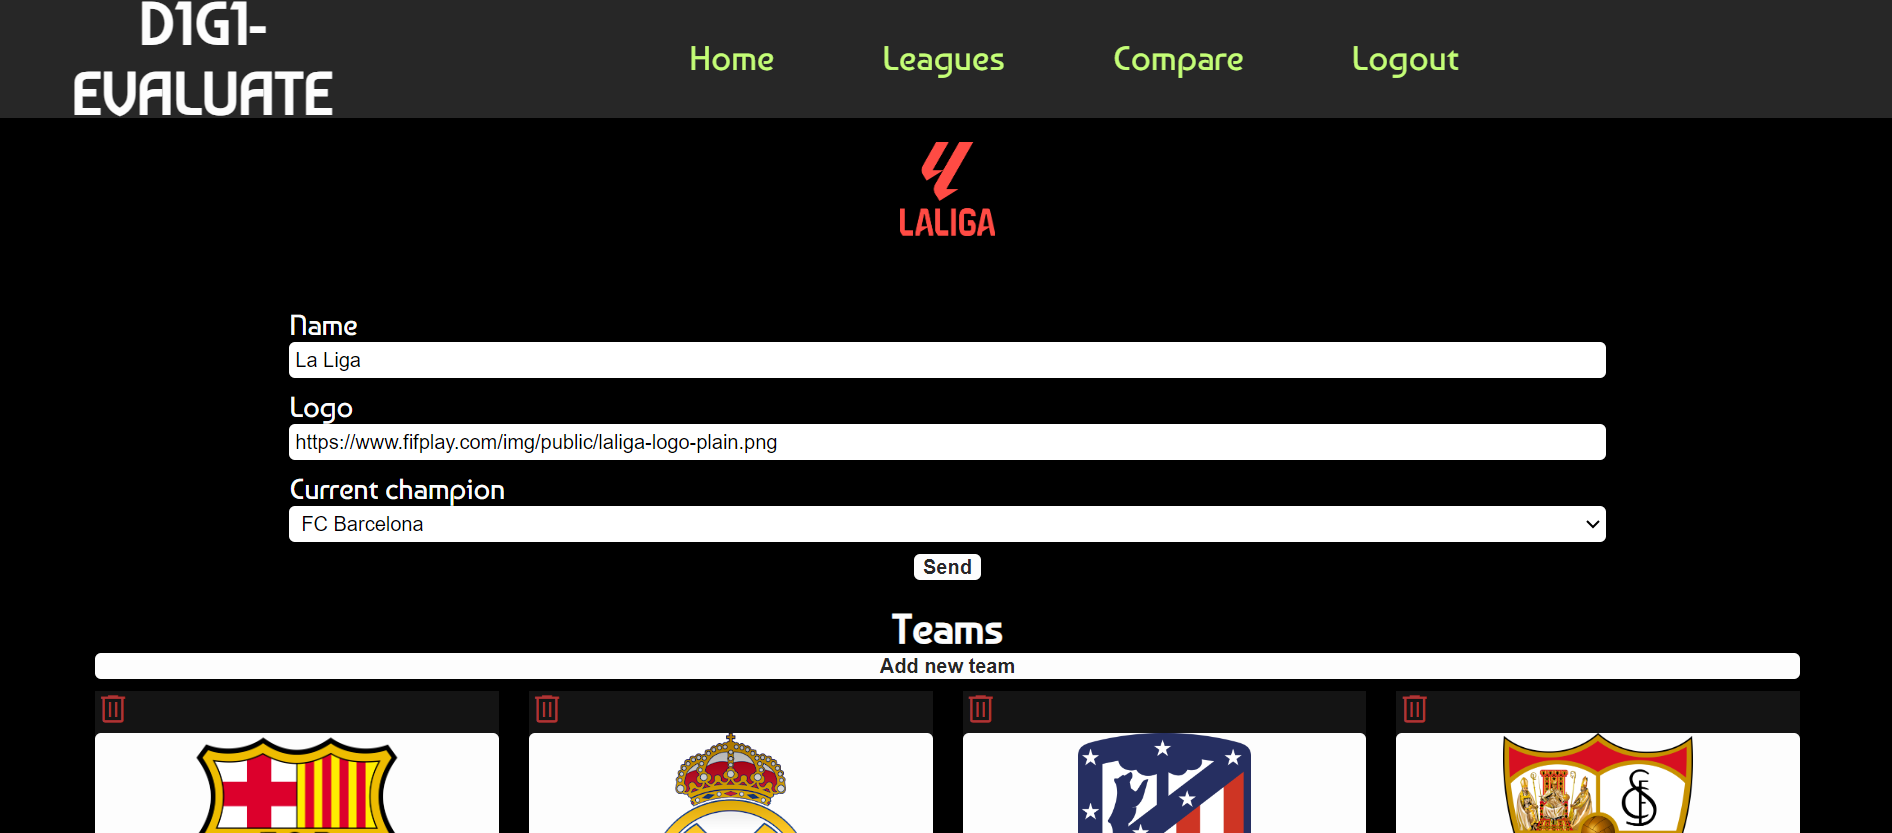 D1G1-
EVALUATE
Home Leagues Compare Logout
LALIGA
Name
La Liga
Logo
https://www.fifplay.com/img/public/laliga-logo-plain.png
Current champion
FC Barcelona
Send
Teams
Add new team